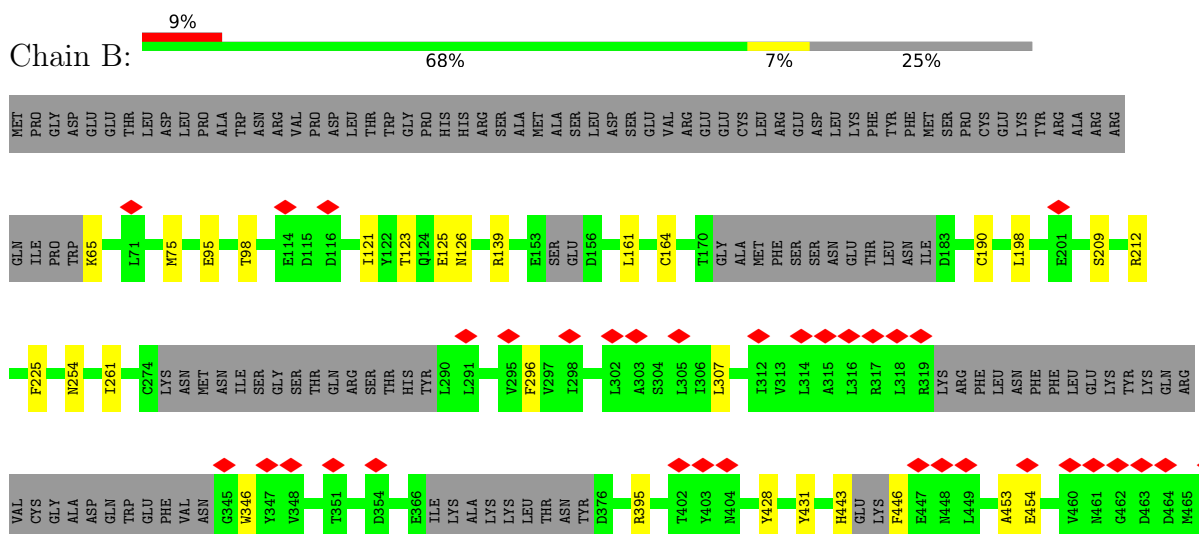 9%
Chain B:
68% 7% 25%
MET PRO GLY ASP GLU GLU THR LEU ASP LEU PRO ALA TRP ASN ARG VAL PRO ASP LEU THR TRP GLY PRO HIS HIS ARG SER ALA MET ALA SER LEU ASP SER GLU VAL ARG GLU GLU CYS LEU ARG GLU ASP LEU LYS PHE TYR PHE MET SER PRO CYS GLU LYS TYR ARG ALA ARG ARG
GLN ILE PRO TRP K65 L71 M75 E95 T98 E114 D115 D116 I121 Y122 T123 Q124 E125 N126 R139 E153 SER GLU D156 L161 C164 T170 GLY ALA MET PHE SER SER ASN GLU THR LEU ASN ILE D183 C190 L198 E201 S209 R212
F225 N254 I261 C274 LYS ASN MET ASN ILE SER GLY SER THR GLN ARG SER THR HIS TYR L290 L291 V295 F296 V297 I298 L302 A303 S304 L305 I306 L307 I312 V313 L314 A315 L316 R317 L318 R319 LYS ARG PHE LEU ASN PHE PHE LEU GLU LYS TYR LYS GLN ARG
VAL CYS GLY ALA ASP GLN TRP GLU PHE VAL ASN G345 W346 Y347 V348 T351 D354 E366 ILE LYS ALA LYS LYS LEU THR ASN TYR D376 R395 T402 Y403 N404 Y428 Y431 H443 GLU LYS F446 E447 N448 L449 A453 E454 V460 N461 G462 D463 D464 M465